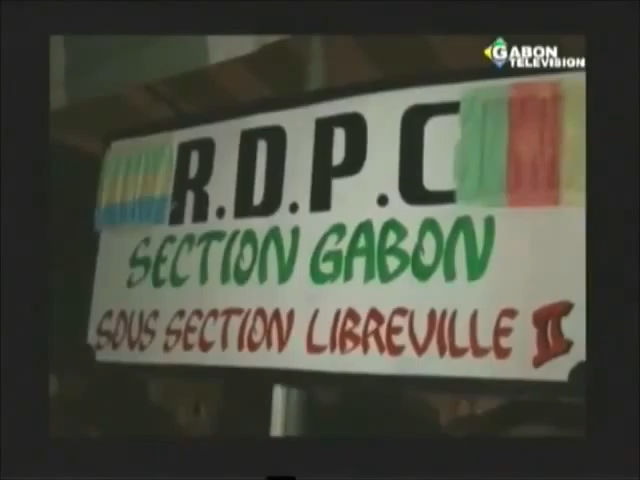 GABON
TELEVISION
R.D.P.C
SECTION GABON
SOUS SECTION LIBREVILLE II